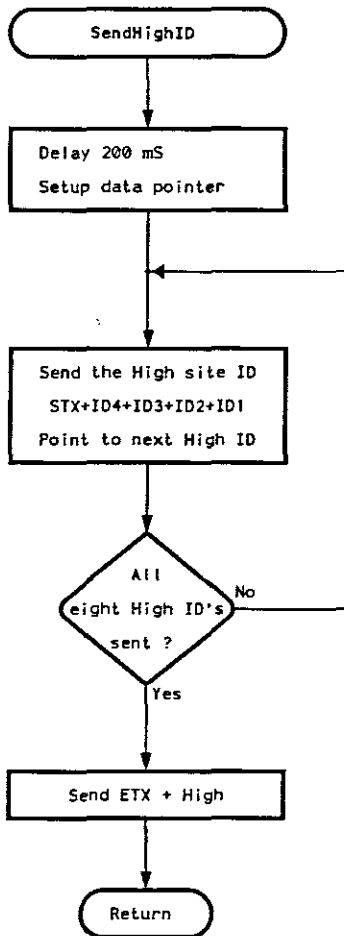 SendHighID
Delay 200 mS
Setup data pointer
Send the High site ID
STX+ID4+ID3+ID2+ID1
Point to next High ID
All
eight High ID's
sent ?
No
Yes
Send ETX + High
Return